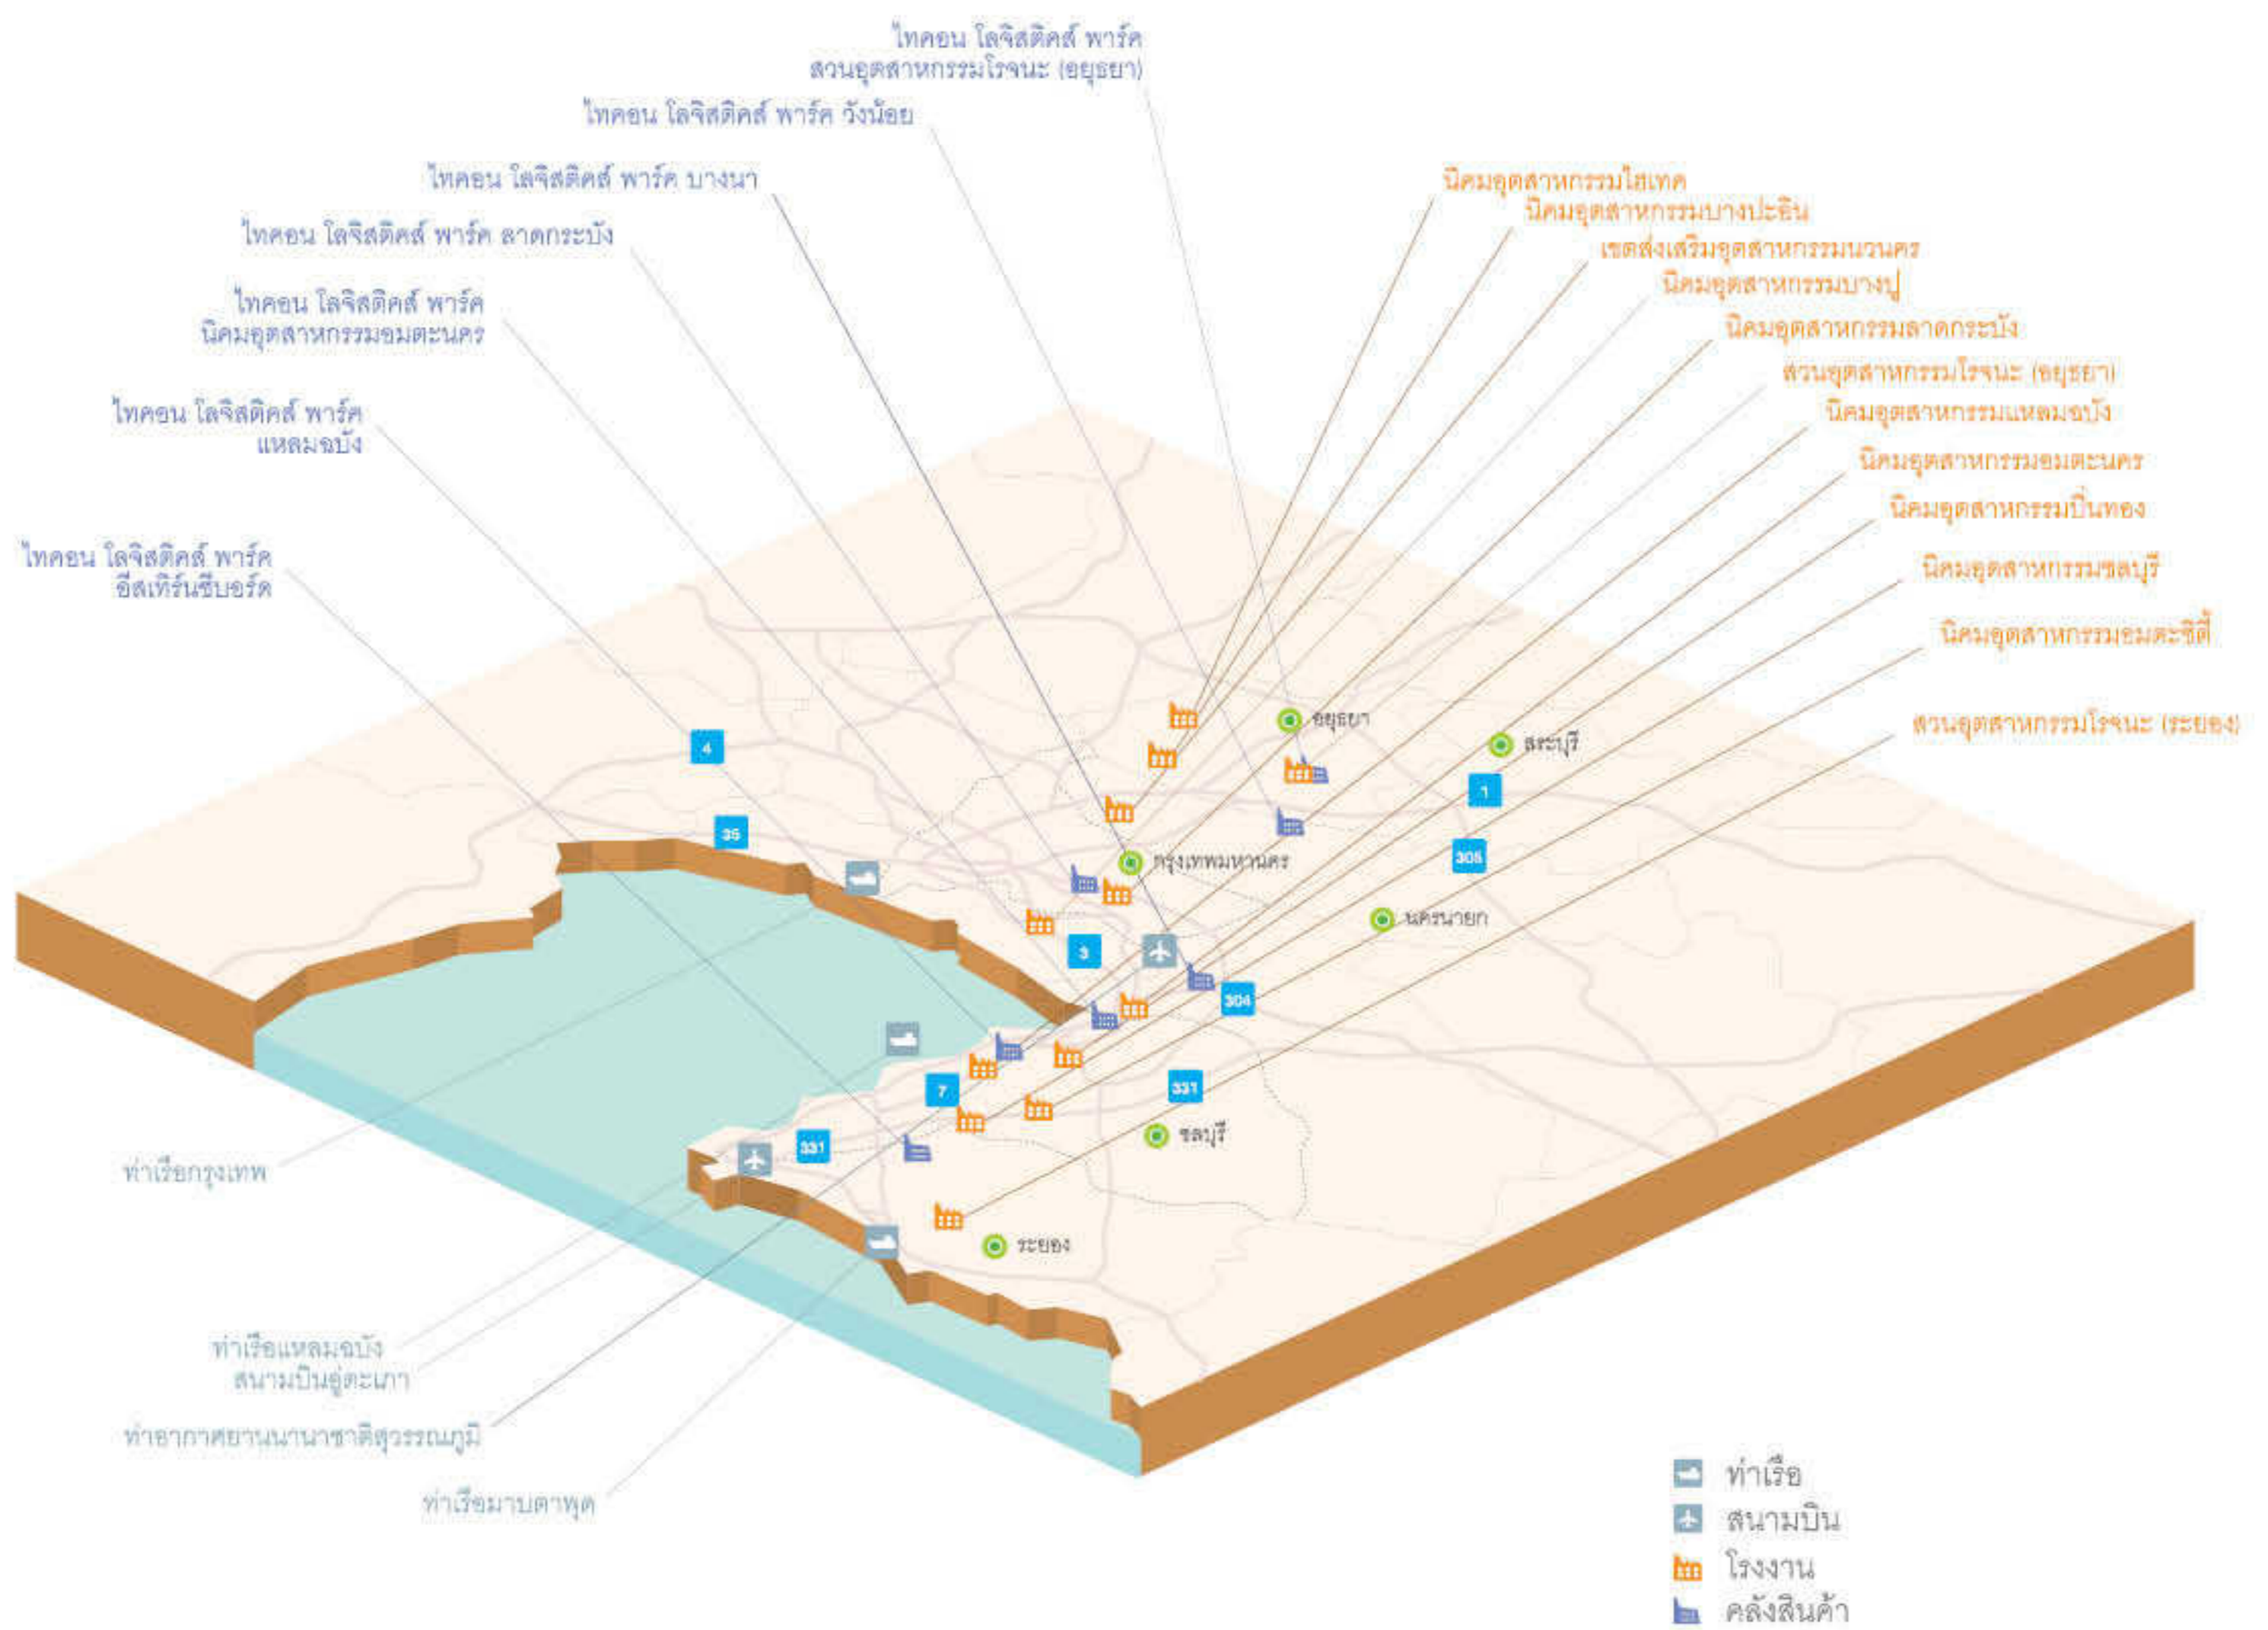 ไทคอน โลจิสติคส์ พาร์ค
สวนอุตสาหกรรมโรจนะ (อยุธยา)
ไทคอน โลจิสติคส์ พาร์ค วังน้อย
ไทคอน โลจิสติคส์ พาร์ค บางนา
ไทคอน โลจิสติคส์ พาร์ค ลาดกระบัง
ไทคอน โลจิสติคส์ พาร์ค
นิคมอุตสาหกรรมอมตะนคร
ไทคอน โลจิสติคส์ พาร์ค
แหลมฉบัง
ไทคอน โลจิสติคส์ พาร์ค
อีสเทิร์นซีบอร์ด
นิคมอุตสาหกรรมไฮเทค
นิคมอุตสาหกรรมบางปะอิน
เขตส่งเสริมอุตสาหกรรมนวนคร
นิคมอุตสาหกรรมบางปู
นิคมอุตสาหกรรมลาดกระบัง
สวนอุตสาหกรรมโรจนะ (อยุธยา)
นิคมอุตสาหกรรมแหลมฉบัง
นิคมอุตสาหกรรมอมตะนคร
นิคมอุตสาหกรรมปิ่นทอง
นิคมอุตสาหกรรมชลบุรี
นิคมอุตสาหกรรมอมตะซิตี้
สวนอุตสาหกรรมโรจนะ (ระยอง)
อยุธยา
สระบุรี
4
1
35
305
กรุงเทพมหานคร
นครนายก
3
304
7
331
ชลบุรี
331
ระยอง
ท่าเรือกรุงเทพ
ท่าเรือแหลมฉบัง
สนามบินอู่ตะเภา
ท่าอากาศยานนานาชาติสุวรรณภูมิ
ท่าเรือมาบตาพุด
ท่าเรือ
สนามบิน
โรงงาน
คลังสินค้า